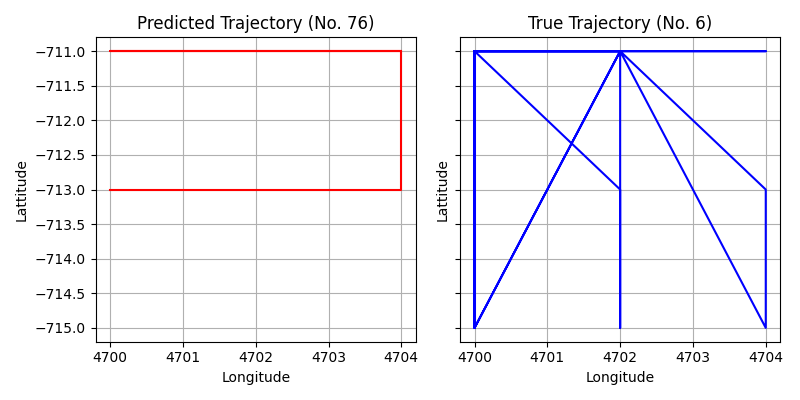 Predicted Trajectory (No. 76)
True Trajectory (No. 6)
−711.0
−711.5
−712.0
−712.5
−713.0
−713.5
−714.0
−714.5
−715.0
Lattitude
Lattitude
4700 4701 4702 4703 4704
4700 4701 4702 4703 4704
Longitude
Longitude